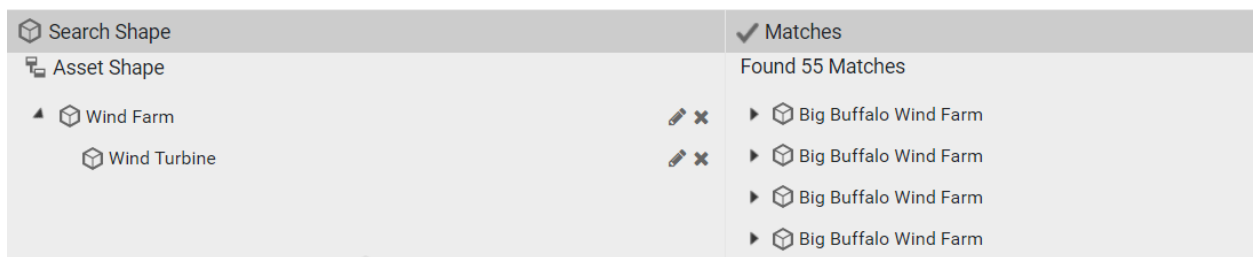 Search Shape
Matches
Asset Shape
Found 55 Matches
Wind Farm
Big Buffalo Wind Farm
Wind Turbine
Big Buffalo Wind Farm
Big Buffalo Wind Farm
Big Buffalo Wind Farm